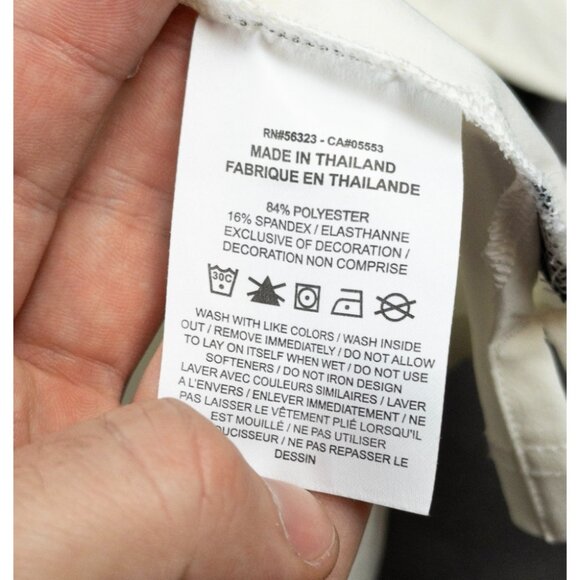 RN#56323 - CA#05553
MADE IN THAILAND
FABRIQUE EN THAILANDE
84% POLYESTER
16% SPANDEX / ELASTHANNE
EXCLUSIVE OF DECORATION /
DECORATION NON COMPRISE
30C
WASH WITH LIKE COLORS / WASH INSIDE
OUT / REMOVE IMMEDIATELY / DO NOT ALLOW
TO LAY ON ITSELF WHEN WET / DO NOT USE
SOFTENERS / DO NOT IRON DESIGN
LAVER AVEC COULEURS SIMILAIRES / LAVER
A L'ENVERS / ENLEVER IMMEDIATEMENT / NE
PAS LAISSER LE VÊTEMENT PLIÉ LORSQU'IL
EST MOUILLÉ / NE PAS UTILISER
OUCISSEUR / NE PAS REPASSER LE
DESSIN